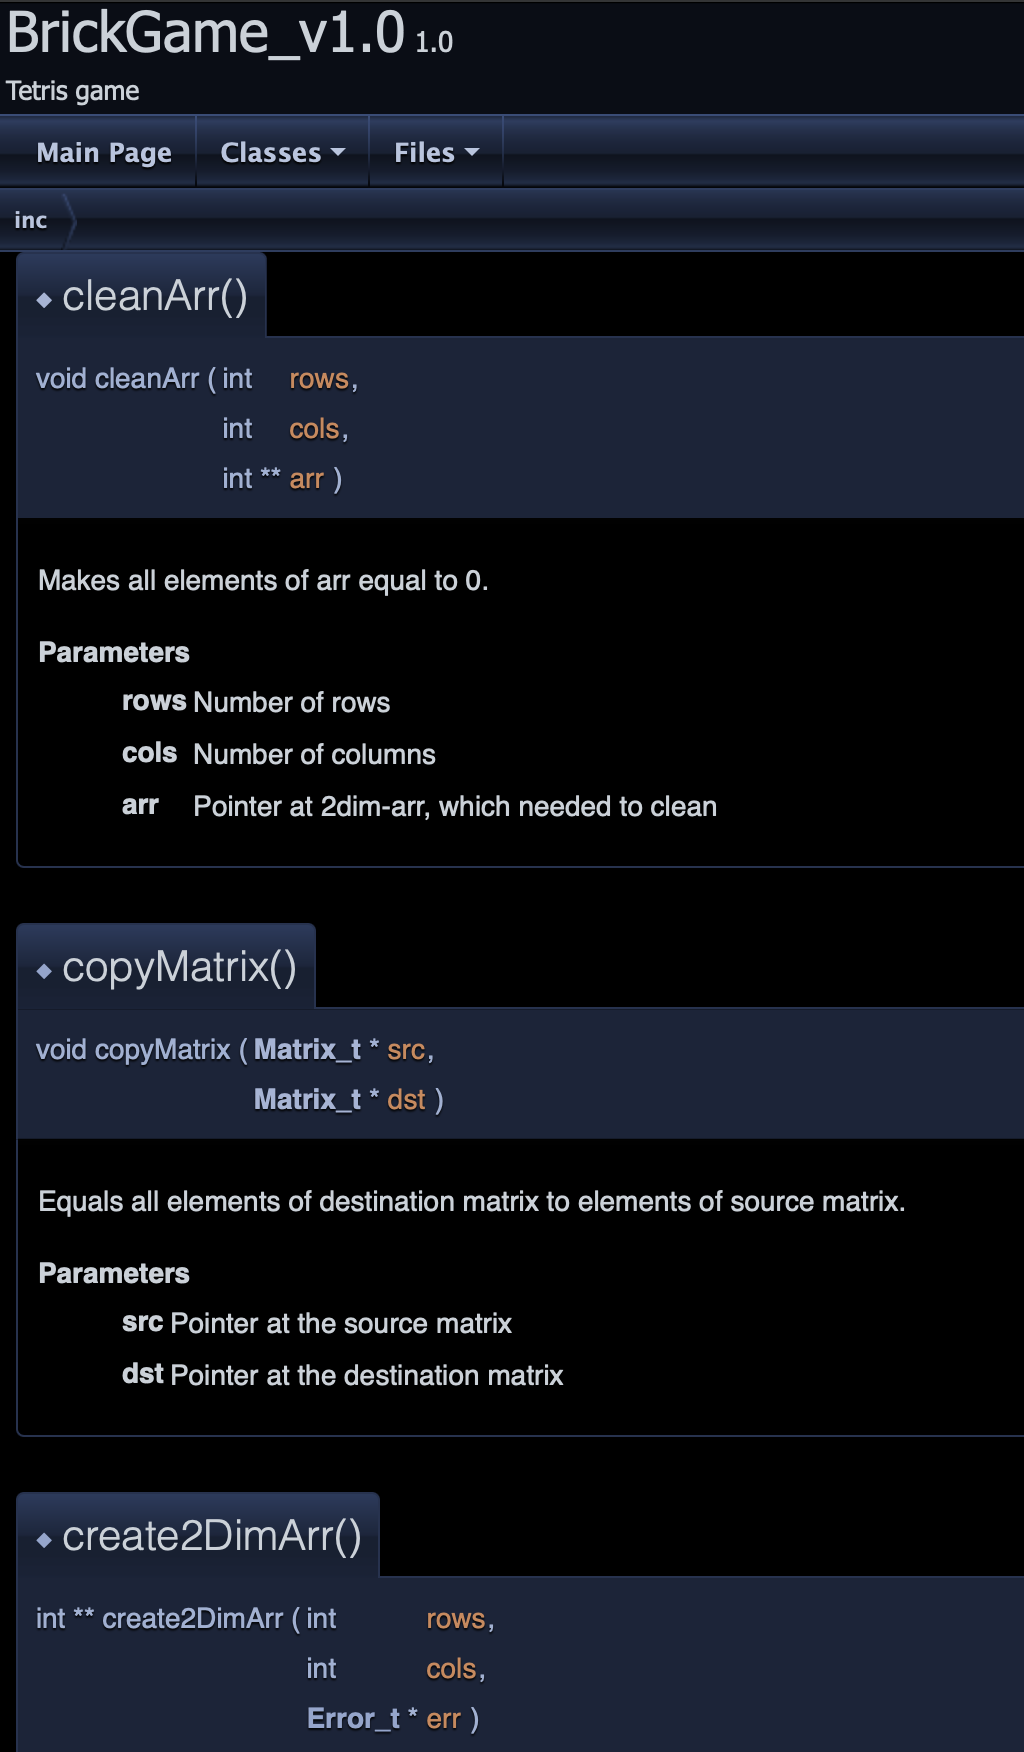 BrickGame_v1.0 1.0
Tetris game
Main Page Classes Files
inc
cleanArr()
void cleanArr ( int rows,
int cols,
int ** arr )
Makes all elements of arr equal to 0.
Parameters
rows Number of rows
cols Number of columns
arr Pointer at 2dim-arr, which needed to clean
copyMatrix()
void copyMatrix ( Matrix_t * src,
Matrix_t * dst )
Equals all elements of destination matrix to elements of source matrix.
Parameters
src Pointer at the source matrix
dst Pointer at the destination matrix
create2DimArr()
int ** create2DimArr ( int rows,
int cols,
Error_t * err )